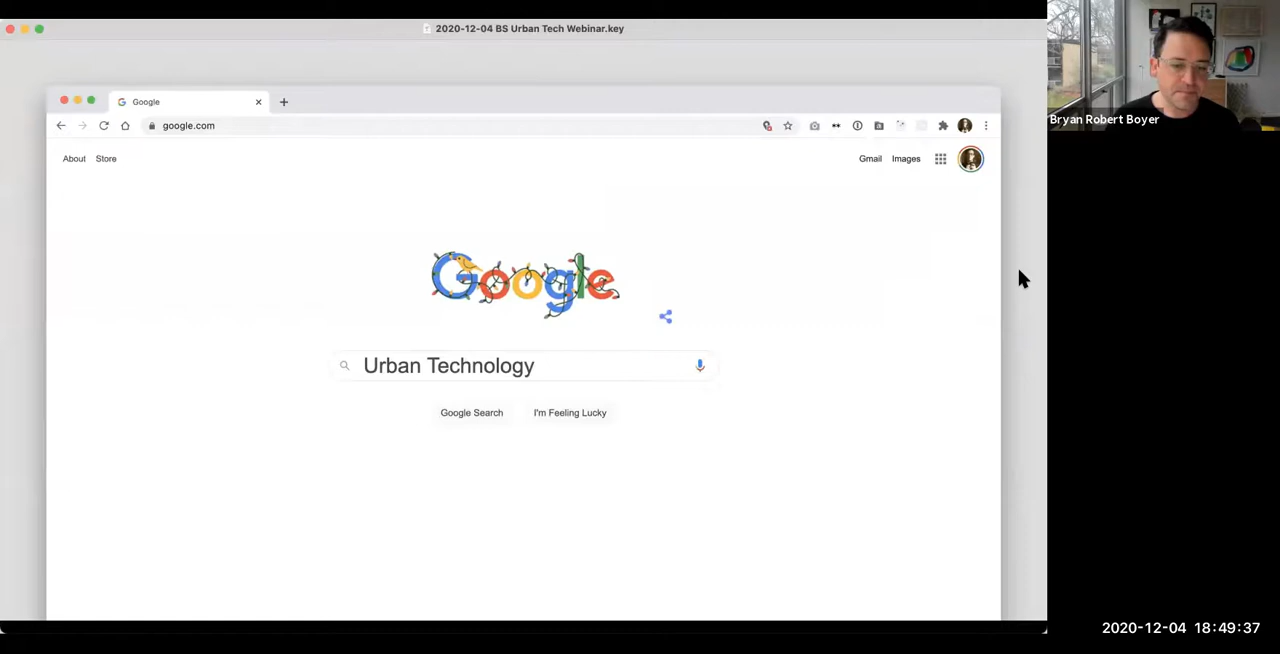 2020-12-04 BS Urban Tech Webinar.key
Google
google.com
About Store
Gmail Images
Google
Urban Technology
Google Search I'm Feeling Lucky
Bryan Robert Boyer
2020-12-04 18:49:37